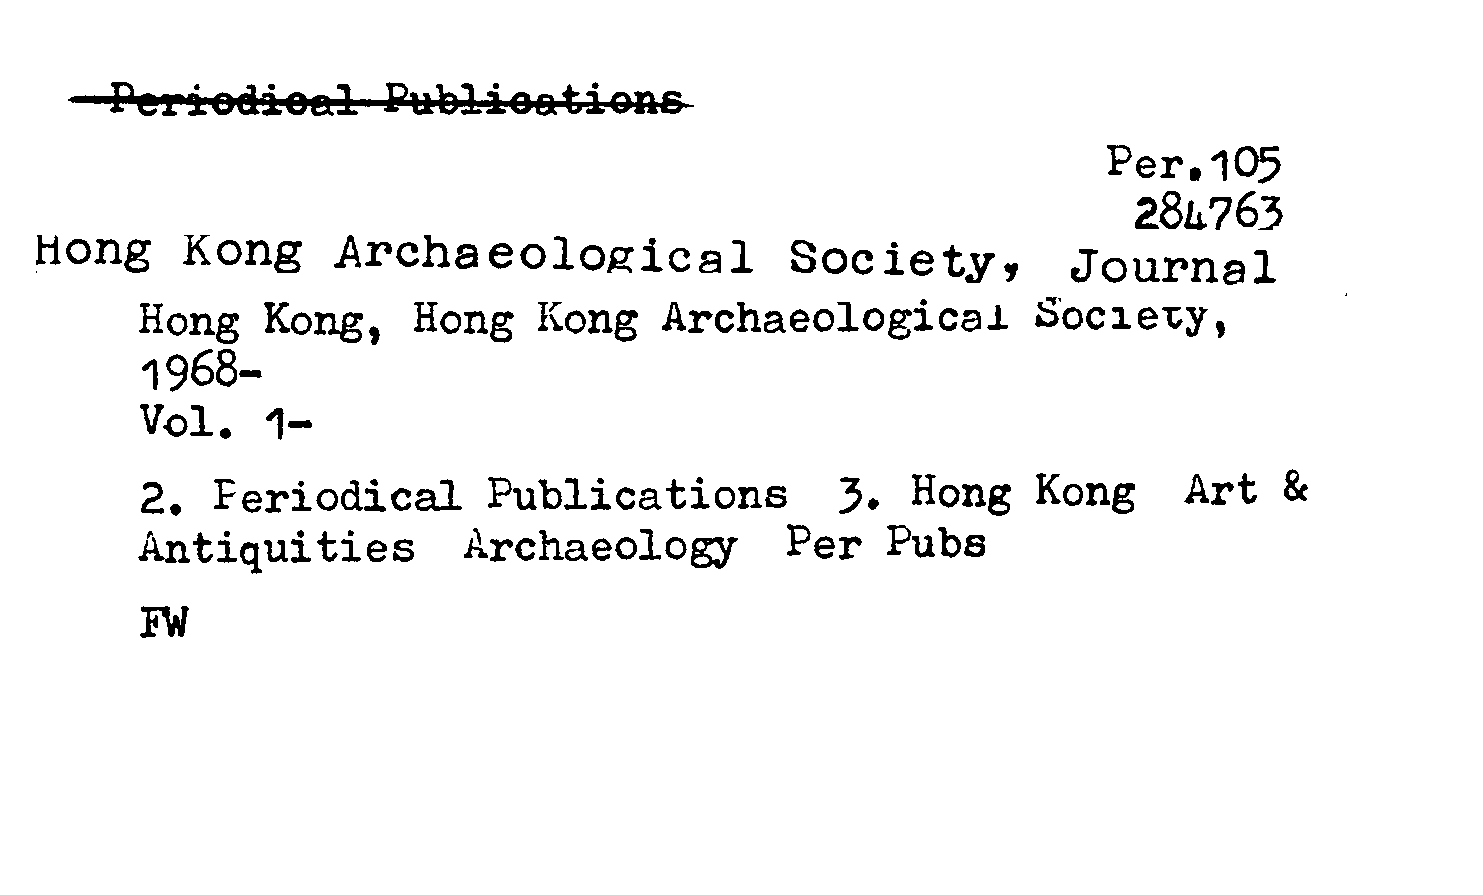 Periodical Publications
Per.105
284763
Hong Kong Archaeological Society, Journal
Hong Kong, Hong Kong Archaeological Society,
1968-
Vol. 1-
2. Periodical Publications 3. Hong Kong Art &
Antiquities Archaeology Per Pubs
FW